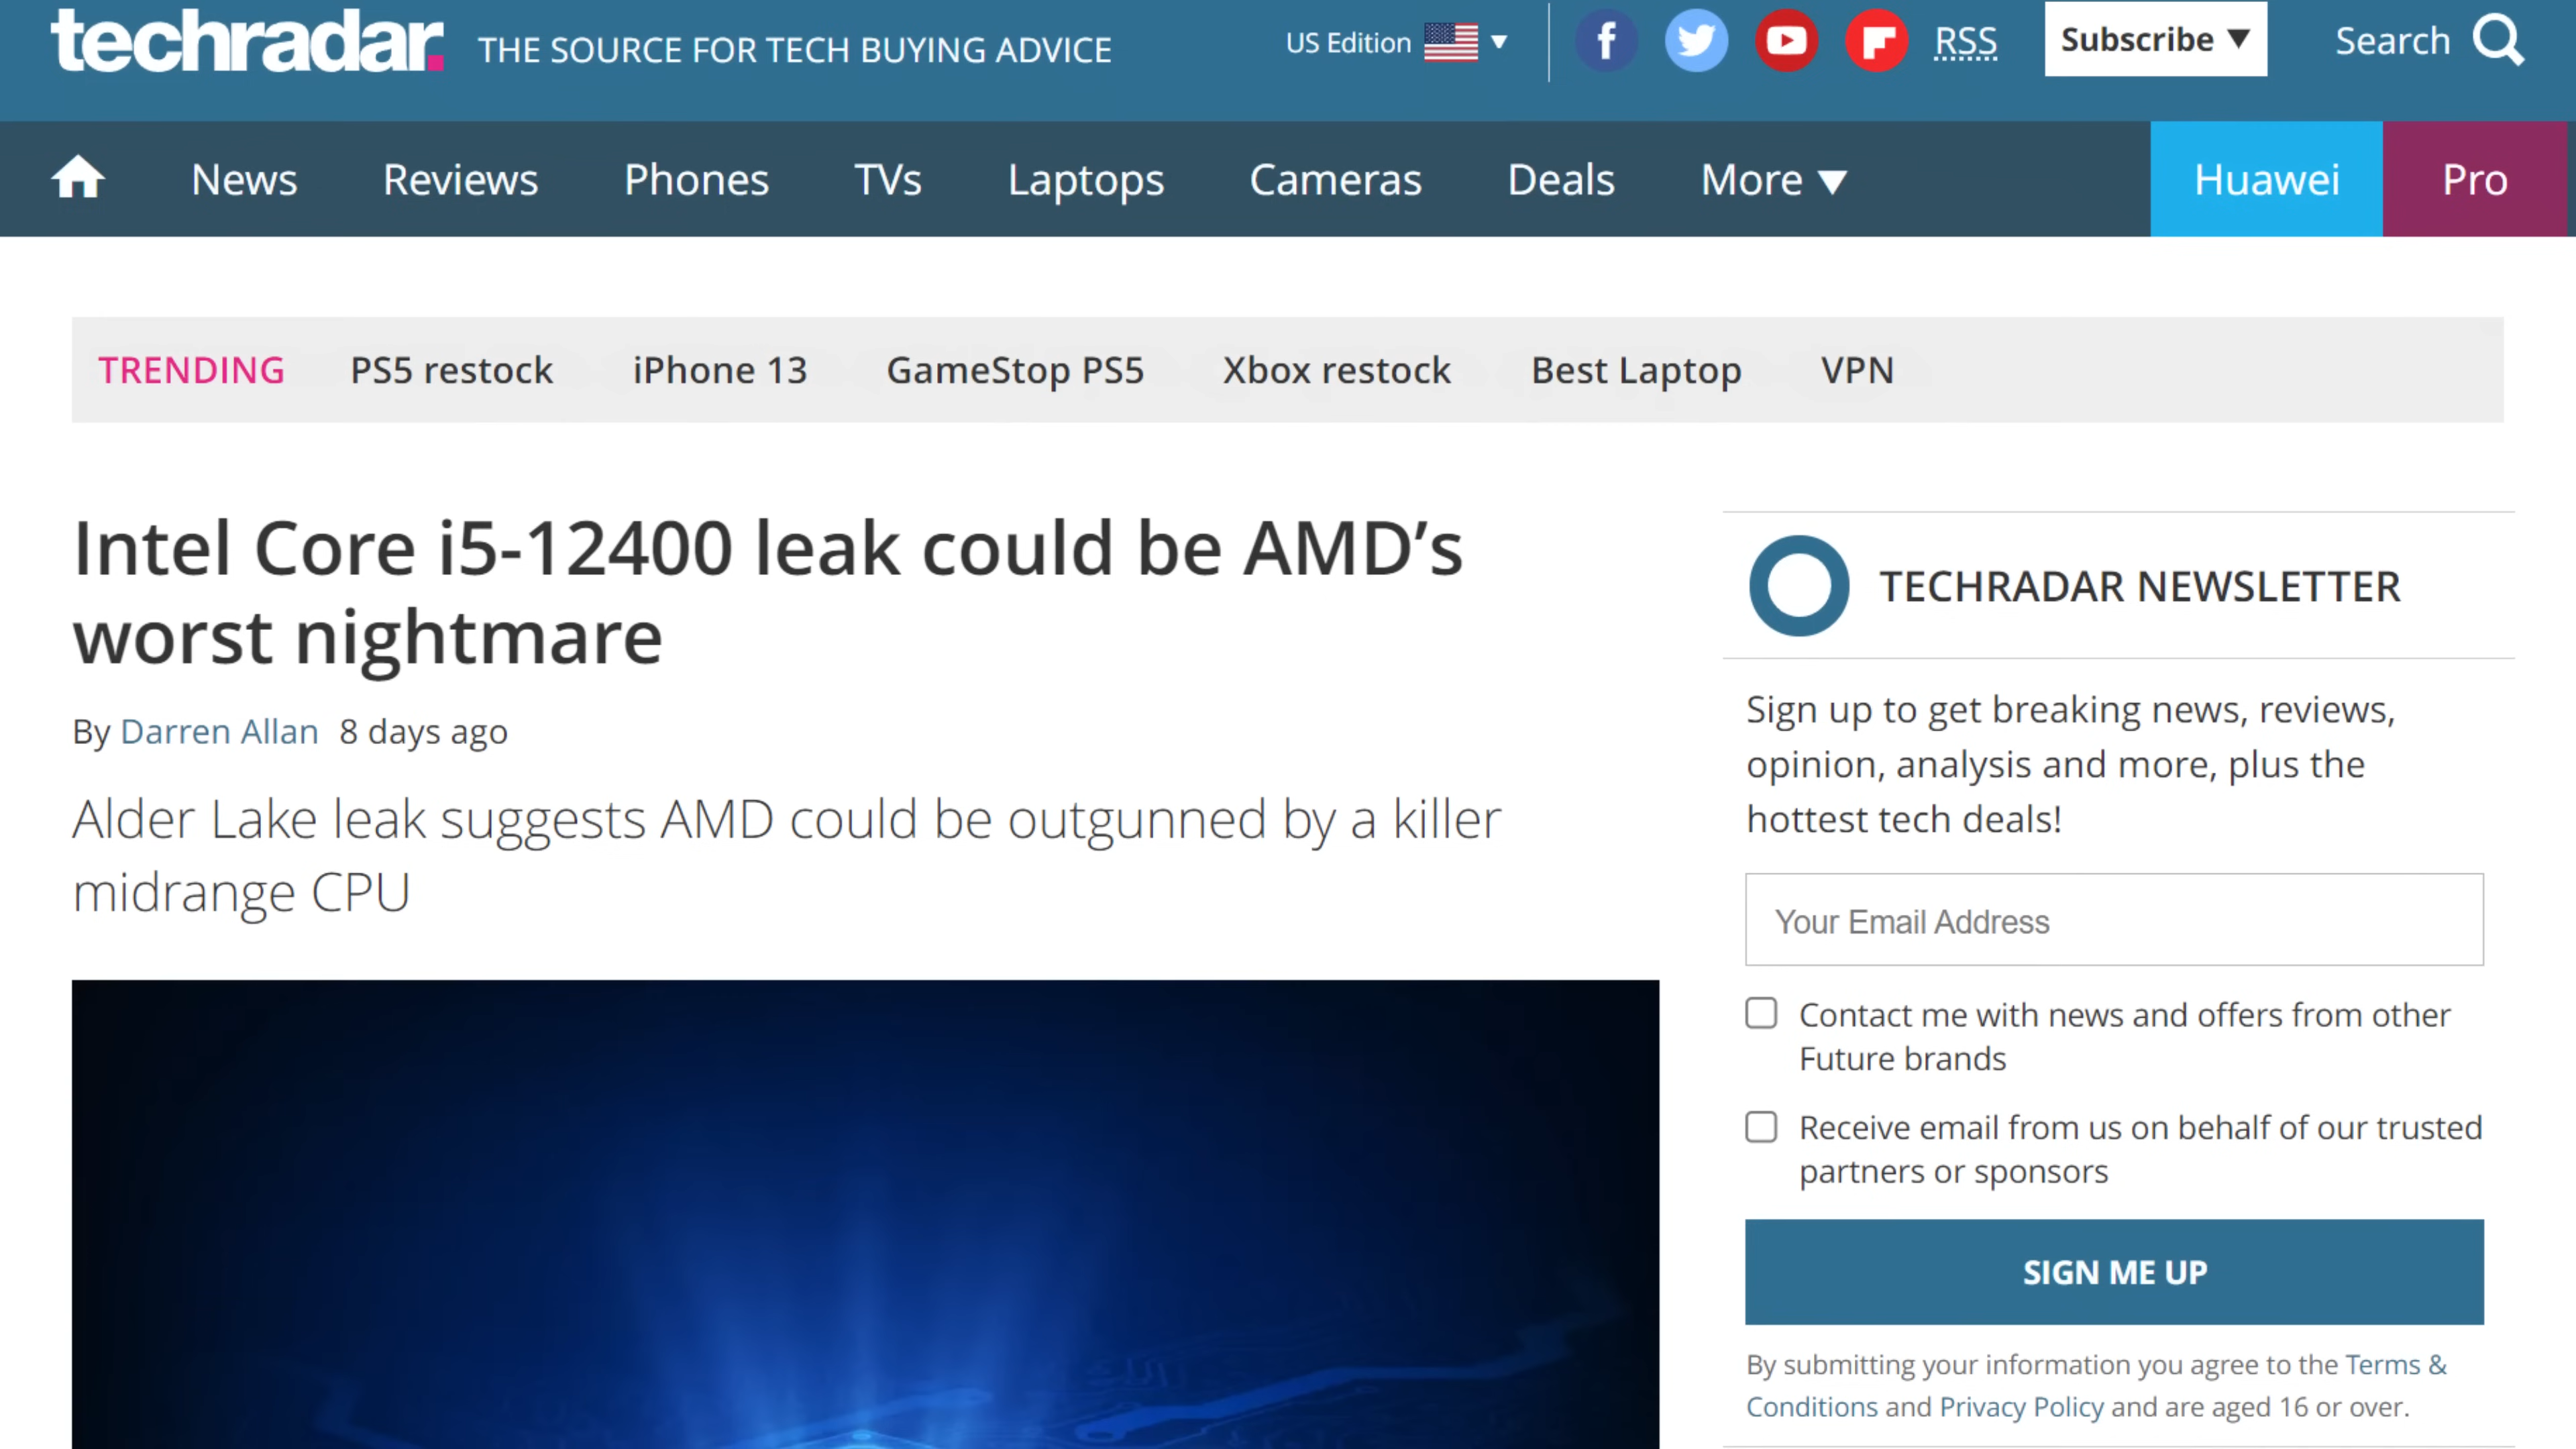 techradar.
THE SOURCE FOR TECH BUYING ADVICE
US Edition
RSS
Subscribe
Search
News
Reviews
Phones
TVs
Laptops
Cameras
Deals
More
Huawei
Pro
TRENDING
PS5 restock
iPhone 13
GameStop PS5
Xbox restock
Best Laptop
VPN
Intel Core i5-12400 leak could be AMD’s
worst nightmare
By Darren Allan 8 days ago
Alder Lake leak suggests AMD could be outgunned by a killer
midrange CPU
TECHRADAR NEWSLETTER
Sign up to get breaking news, reviews,
opinion, analysis and more, plus the
hottest tech deals!
Your Email Address
Contact me with news and offers from other
Future brands
Receive email from us on behalf of our trusted
partners or sponsors
SIGN ME UP
By submitting your information you agree to the Terms &
Conditions and Privacy Policy and are aged 16 or over.